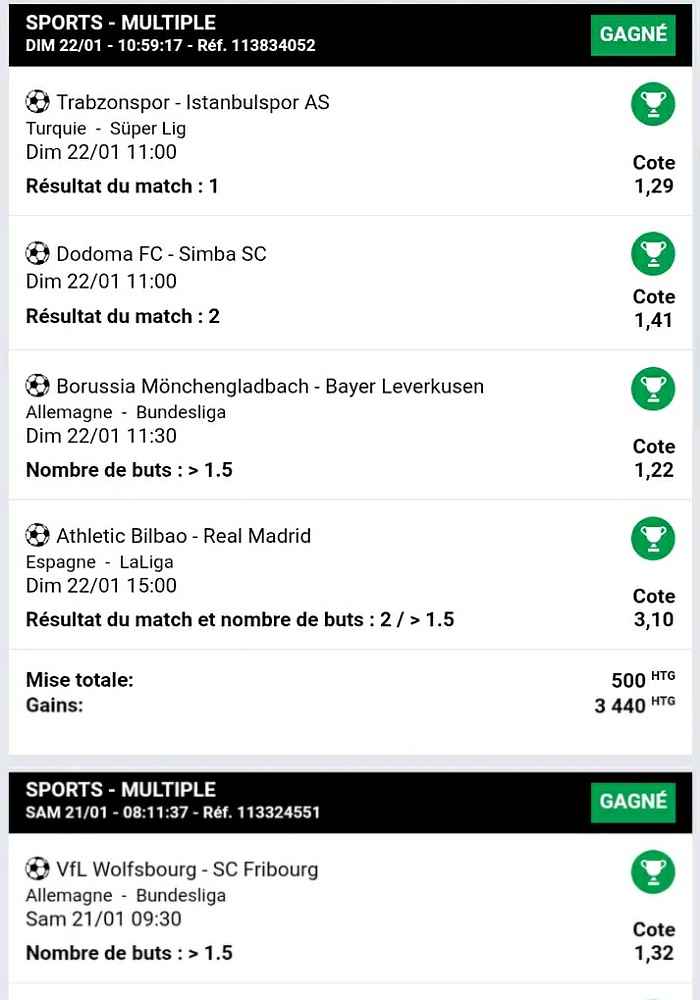 SPORTS - MULTIPLE
DIM 22/01 - 10:59:17 - Réf. 113834052
GAGNÉ
Trabzonspor - Istanbulspor AS
Turquie - Süper Lig
Dim 22/01 11:00
Résultat du match : 1
Cote
1,29
Dodoma FC - Simba SC
Dim 22/01 11:00
Résultat du match : 2
Cote
1,41
Borussia Mönchengladbach - Bayer Leverkusen
Allemagne - Bundesliga
Dim 22/01 11:30
Nombre de buts : > 1.5
Cote
1,22
Athletic Bilbao - Real Madrid
Espagne - LaLiga
Dim 22/01 15:00
Résultat du match et nombre de buts : 2 / > 1.5
Cote
3,10
Mise totale: 500 HTG
Gains: 3 440 HTG
SPORTS - MULTIPLE
SAM 21/01 - 08:11:37 - Réf. 113324551
GAGNÉ
VfL Wolfsbourg - SC Fribourg
Allemagne - Bundesliga
Sam 21/01 09:30
Nombre de buts : > 1.5
Cote
1,32